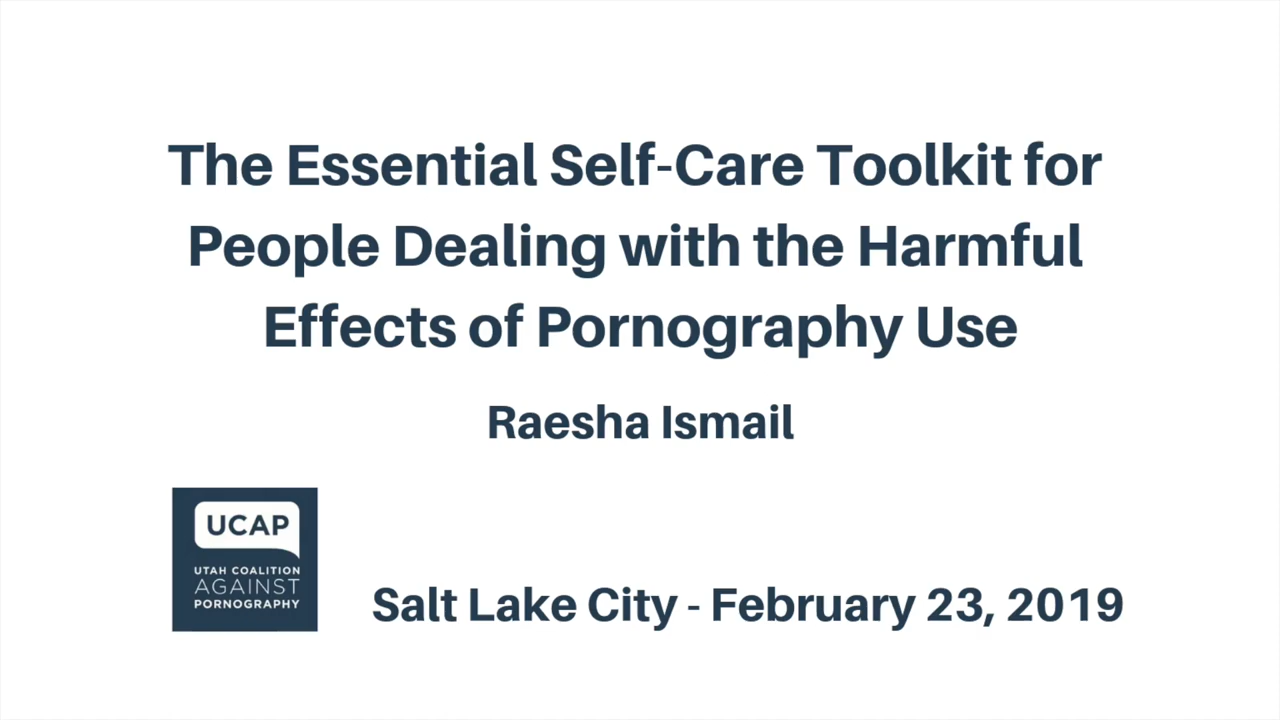 The Essential Self-Care Toolkit for
People Dealing with the Harmful
Effects of Pornography Use
Raesha Ismail
UCAP
UTAH COALITION
AGAINST
PORNOGRAPHY
Salt Lake City - February 23, 2019